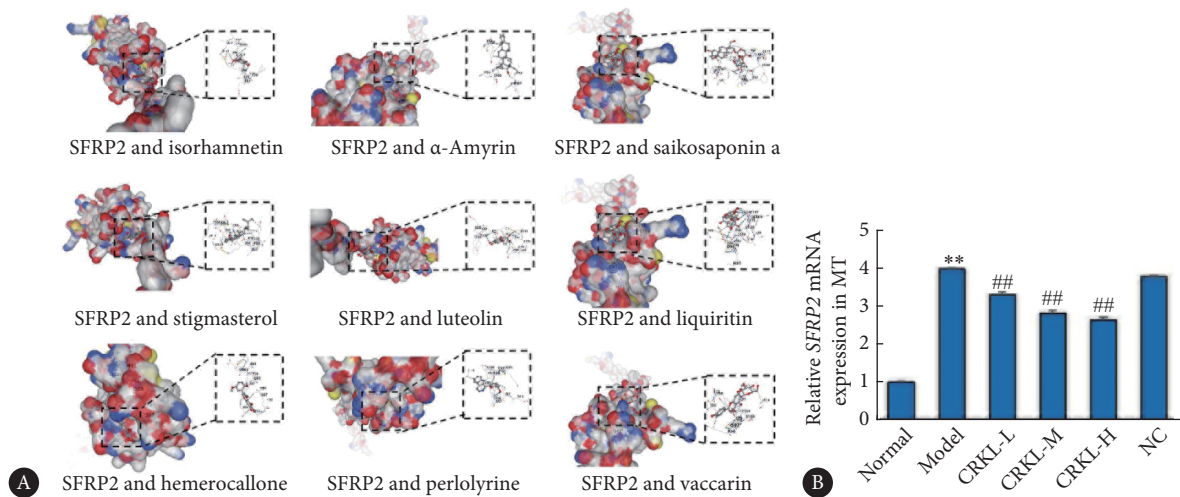 SFRP2 and isorhamnetin
SFRP2 and α-Amyrin
SFRP2 and saikosaponin a
SFRP2 and stigmasterol
SFRP2 and luteolin
SFRP2 and liquiritin
SFRP2 and hemerocallone
SFRP2 and perlolyrine
SFRP2 and vaccarin
A
Relative SFRP2 mRNA
expression in MT
5
4
3
2
1
0
**
##
##
##
Normal
Model
CRKL-L
CRKL-M
CRKL-H
NC
B